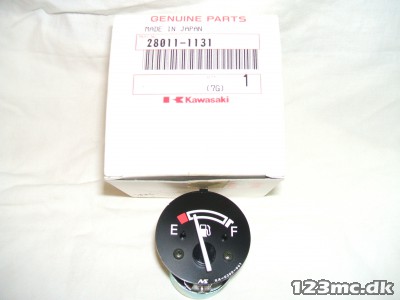 GENUINE PARTS
MADE IN JAPAN
28011-1131
1
(7G)
Kawasaki
E F
123mc.dk